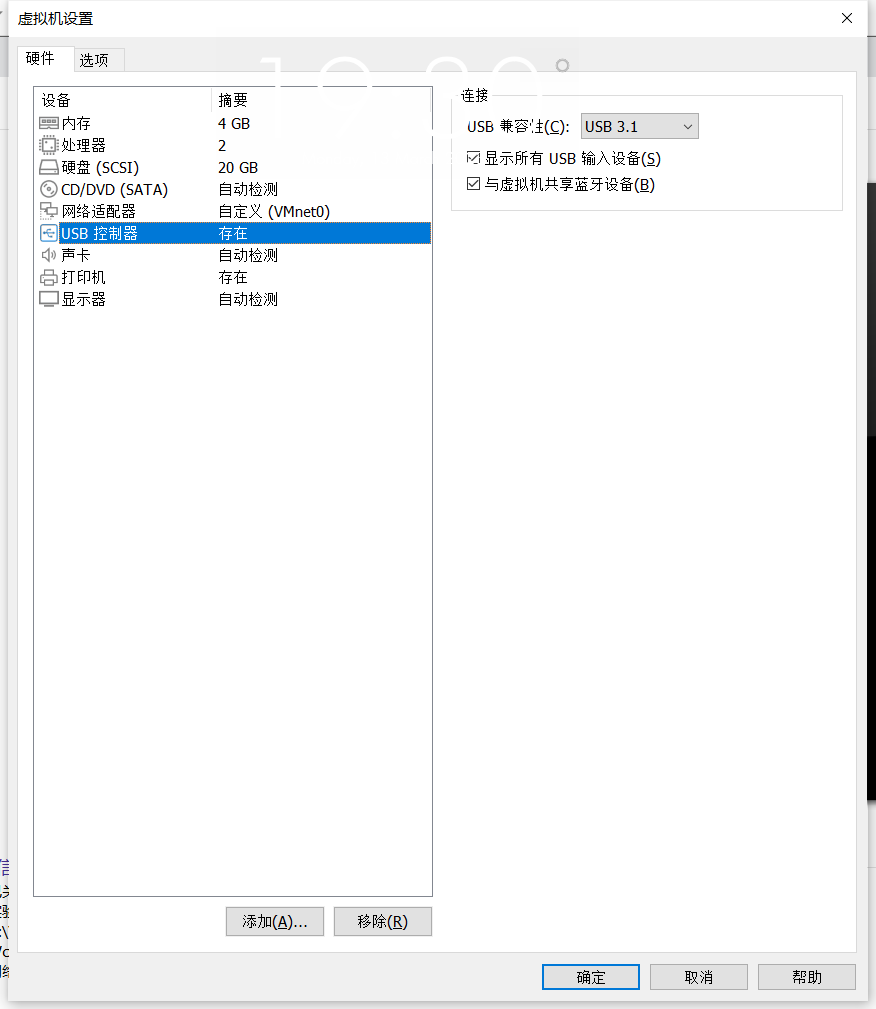 虚拟机设置
硬件 选项
设备 摘要
内存 4 GB
处理器 2
硬盘 (SCSI) 20 GB
CD/DVD (SATA) 自动检测
网络适配器 自定义 (VMnet0)
USB 控制器 存在
声卡 自动检测
打印机 存在
显示器 自动检测
添加(A)... 移除(R)
连接
USB 兼容性(C): USB 3.1
显示所有 USB 输入设备(S)
与虚拟机共享蓝牙设备(B)
确定 取消 帮助